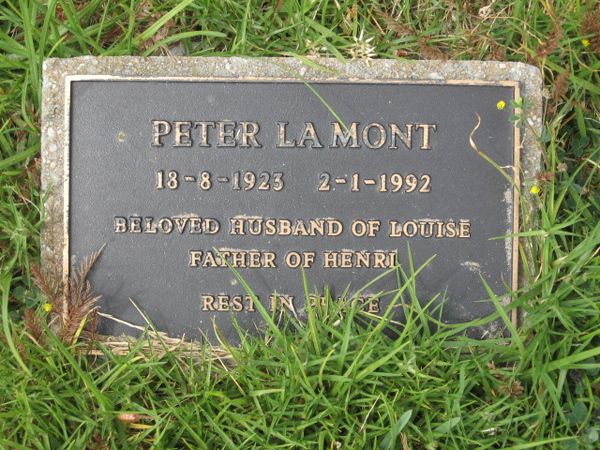 PETER LA MONT
18-8-1923 2-1-1992
BELOVED HUSBAND OF LOUISE
FATHER OF HENRI
REST IN PEACE